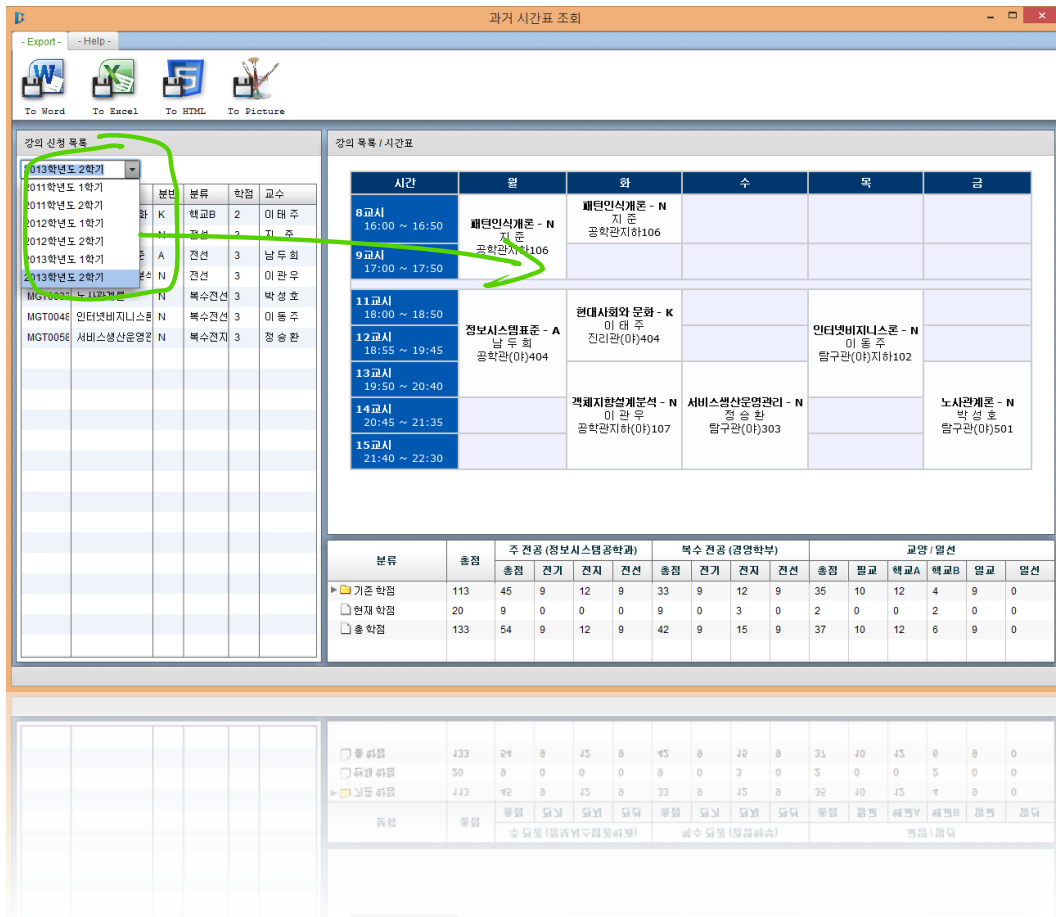 과거 시간표 조회
- Export -
- Help -
To Word
To Excel
To HTML
To Picture
강의 신청 목록
2013학년도 2학기
2011학년도 1학기
2011학년도 2학기
2012학년도 1학기
2012학년도 2학기
2013학년도 1학기
2013학년도 2학기
분반 분류 학점 교수
K 핵교B 2 이 태 주
N 전선 3 지 준
A 전선 3 남 두 희
N 전선 3 이 관 우
노사관계론 N 복수전선 3 박 성 호
MGT0048 인터넷비지니스론 N 복수전선 3 이 동 주
MGT0056 서비스생산운영관 N 복수전지 3 정 승 환
강의 목록 / 시간표
시간 월 화 수 목 금
8교시
16:00 ~ 16:50
9교시
17:00 ~ 17:50
11교시
18:00 ~ 18:50
12교시
18:55 ~ 19:45
13교시
19:50 ~ 20:40
14교시
20:45 ~ 21:35
15교시
21:40 ~ 22:30
패턴인식개론 - N
지 준
공학관지하106
정보시스템표준 - A
남 두 희
공학관(야)404
패턴인식개론 - N
지 준
공학관지하106
현대사회와 문화 - K
이 태 주
진리관(야)404
객체지향설계분석 - N
이 관 우
공학관지하(야)107
서비스생산운영관리 - N
정 승 환
탐구관(야)303
인터넷비지니스론 - N
이 동 주
탐구관(야)지하102
노사관계론 - N
박 성 호
탐구관(야)501
분류 총점 주 전공 (정보시스템공학과) 복수 전공 (경영학부) 교양 / 일선
총점 전기 전지 전선 총점 전기 전지 전선 총점 필교 핵교A 핵교B 일교 일선
기존 학점 113 45 9 12 9 33 9 12 9 35 10 12 4 9 0
현재 학점 20 9 0 0 0 9 0 3 0 2 0 0 2 0 0
총 학점 133 54 9 12 9 42 9 15 9 37 10 12 6 9 0